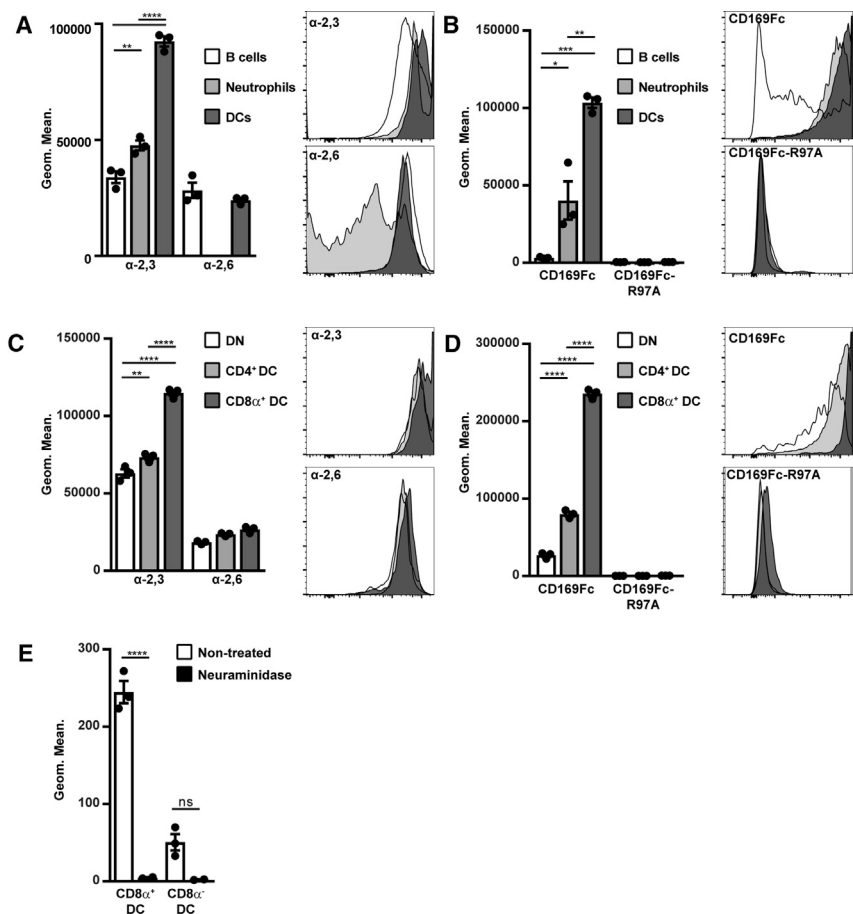 A
Geom. Mean.
100000
50000
0
**
****
B cells
Neutrophils
DCs
α-2,3
α-2,6
α-2,3
α-2,6
B
Geom. Mean.
150000
100000
50000
0
**
***
*
B cells
Neutrophils
DCs
CD169Fc
CD169Fc-
R97A
CD169Fc
CD169Fc-R97A
C
Geom. Mean.
150000
100000
50000
0
****
****
**
DN
CD4⁺ DC
CD8α⁺ DC
α-2,3
α-2,6
α-2,3
α-2,6
D
Geom. Mean.
300000
200000
100000
0
****
****
****
DN
CD4⁺ DC
CD8α⁺ DC
CD169Fc
CD169Fc-
R97A
CD169Fc
CD169Fc-R97A
E
Geom. Mean.
300
200
100
0
****
ns
Non-treated
Neuraminidase
CD8α⁺
DC
CD8α⁻
DC